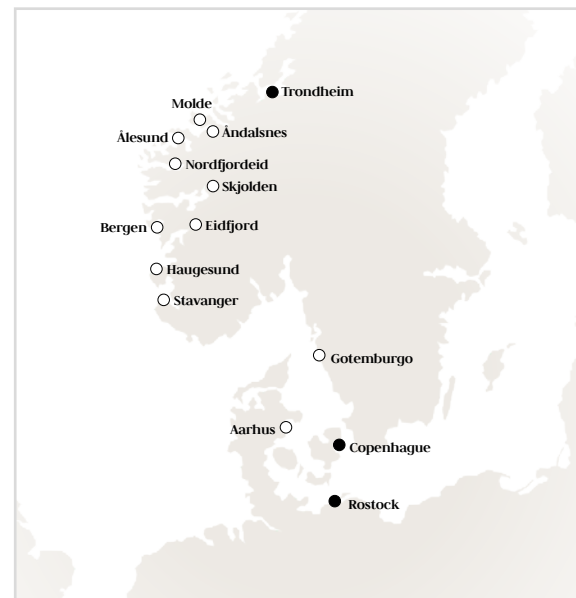 Trondheim
Molde
Åndalsnes
Ålesund
Nordfjordeid
Skjolden
Bergen
Eidfjord
Haugesund
Stavanger
Gotemburgo
Aarhus
Copenhague
Rostock